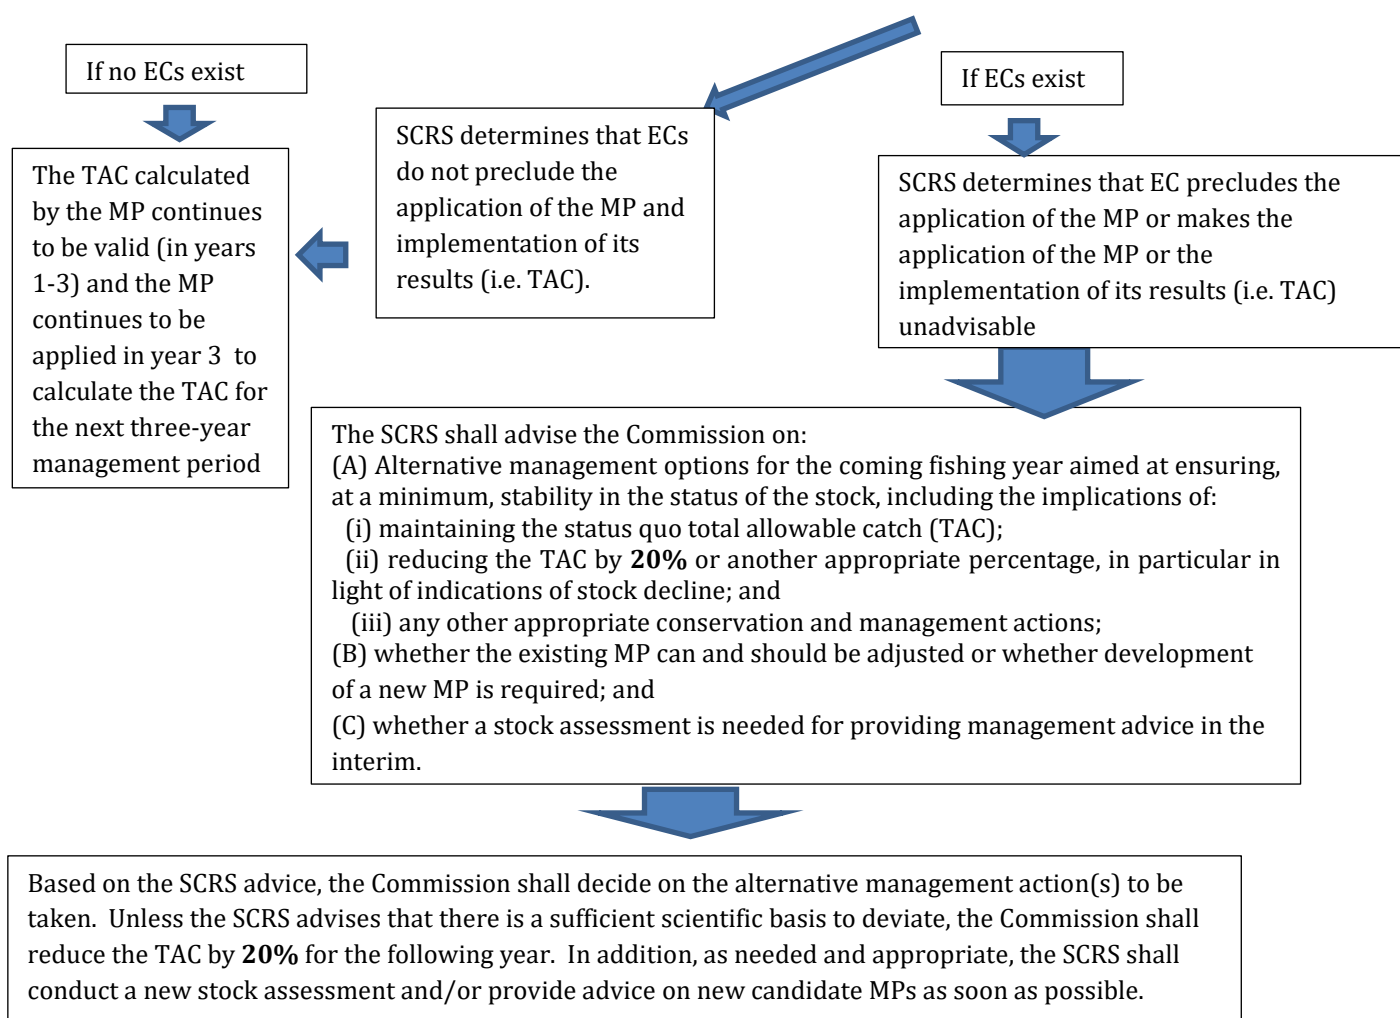 If no ECs exist
If ECs exist
SCRS determines that ECs
do not preclude the
application of the MP and
implementation of its
results (i.e. TAC).
The TAC calculated
by the MP continues
to be valid (in years
1-3) and the MP
continues to be
applied in year 3 to
calculate the TAC for
the next three-year
management period
SCRS determines that EC precludes the
application of the MP or makes the
application of the MP or the
implementation of its results (i.e. TAC)
unadvisable
The SCRS shall advise the Commission on:
(A) Alternative management options for the coming fishing year aimed at ensuring,
at a minimum, stability in the status of the stock, including the implications of:
(i) maintaining the status quo total allowable catch (TAC);
(ii) reducing the TAC by 20% or another appropriate percentage, in particular in
light of indications of stock decline; and
(iii) any other appropriate conservation and management actions;
(B) whether the existing MP can and should be adjusted or whether development
of a new MP is required; and
(C) whether a stock assessment is needed for providing management advice in the
interim.
Based on the SCRS advice, the Commission shall decide on the alternative management action(s) to be
taken. Unless the SCRS advises that there is a sufficient scientific basis to deviate, the Commission shall
reduce the TAC by 20% for the following year. In addition, as needed and appropriate, the SCRS shall
conduct a new stock assessment and/or provide advice on new candidate MPs as soon as possible.